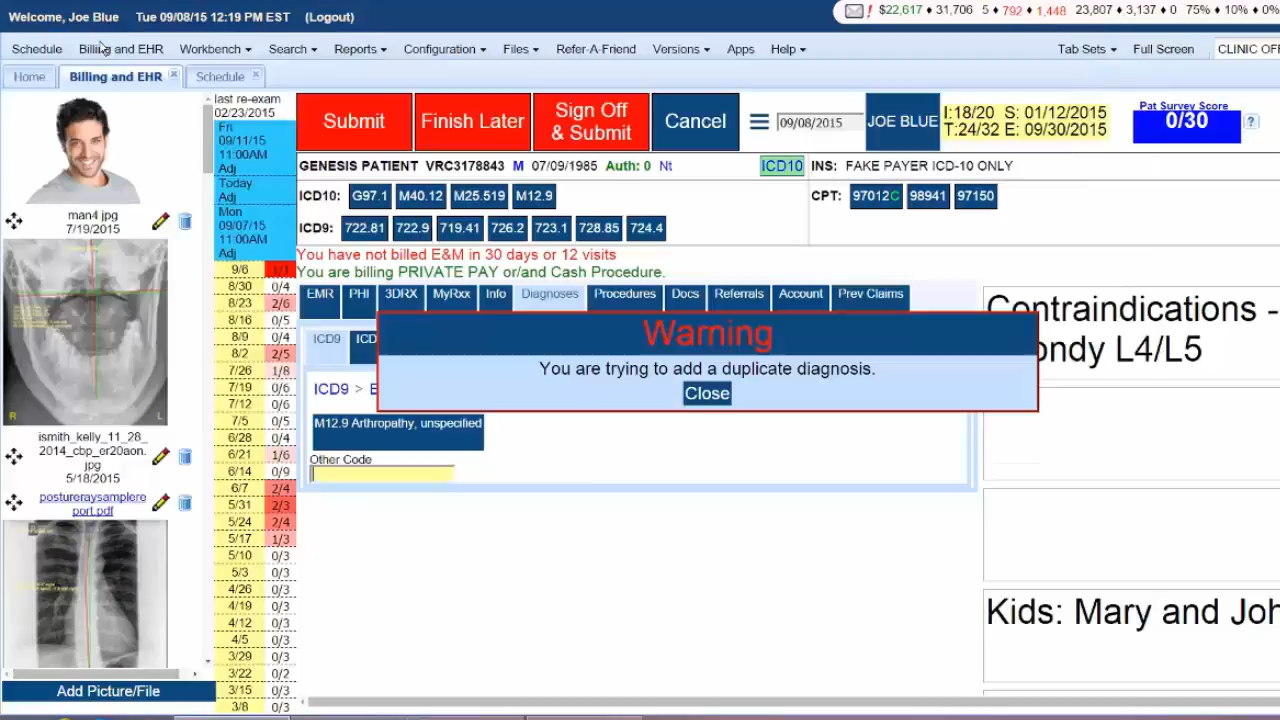 Welcome, Joe Blue Tue 09/08/15 12:19 PM EST (Logout)
$22,617 ♦ 31,706 5 ♦ 792 ♦ 1,448 23,807 ♦ 3,137 ♦ 0 75% ♦ 10% ♦ 0%
Schedule Billing and EHR Workbench Search Reports Configuration Files Refer-A-Friend Versions Apps Help Tab Sets Full Screen CLINIC OFF
Home Billing and EHR Schedule
last re-exam
02/23/2015
Fri
09/11/15
11:00AM
Adj
Today
Adj
Mon
09/07/15
11:00AM
Adj
9/6 1/1
8/30 0/4
8/23 2/6
8/16 0/5
8/9 0/4
8/2 2/5
7/26 1/8
7/19 0/6
7/12 0/6
7/5 0/5
6/28 0/4
6/21 1/6
6/14 0/9
6/7 2/4
5/31 2/3
5/24 2/4
5/17 1/3
5/10 0/3
5/3 0/3
4/26 0/3
4/19 0/3
4/12 0/3
4/5 0/3
3/29 0/3
3/22 0/2
3/15 0/3
3/8 0/3
man4 jpg
7/19/2015
R L
ismith_kelly_11_28_
2014_cbp_er20aon.
jpg
5/18/2015
posturerays­amplere
port.pdf
Add Picture/File
Submit Finish Later Sign Off & Submit Cancel 09/08/2015 JOE BLUE
I:18/20 S: 01/12/2015
T:24/32 E: 09/30/2015
Pat Survey Score
0/30 ?
GENESIS PATIENT VRC3178843 M 07/09/1985 Auth: 0 Nt ICD10 INS: FAKE PAYER ICD-10 ONLY
ICD10: G97.1 M40.12 M25.519 M12.9 CPT: 97012C 98941 97150
ICD9: 722.81 722.9 719.41 726.2 723.1 728.85 724.4
You have not billed E&M in 30 days or 12 visits
You are billing PRIVATE PAY or/and Cash Procedure.
EMR PHI 3DRX MyRxx Info Diagnoses Procedures Docs Referrals Account Prev Claims
ICD9 ICD
Warning
You are trying to add a duplicate diagnosis.
Close
ICD9 > E
M12.9 Arthropathy, unspecified
Other Code
Contraindications -
ondy L4/L5
Kids: Mary and Joh